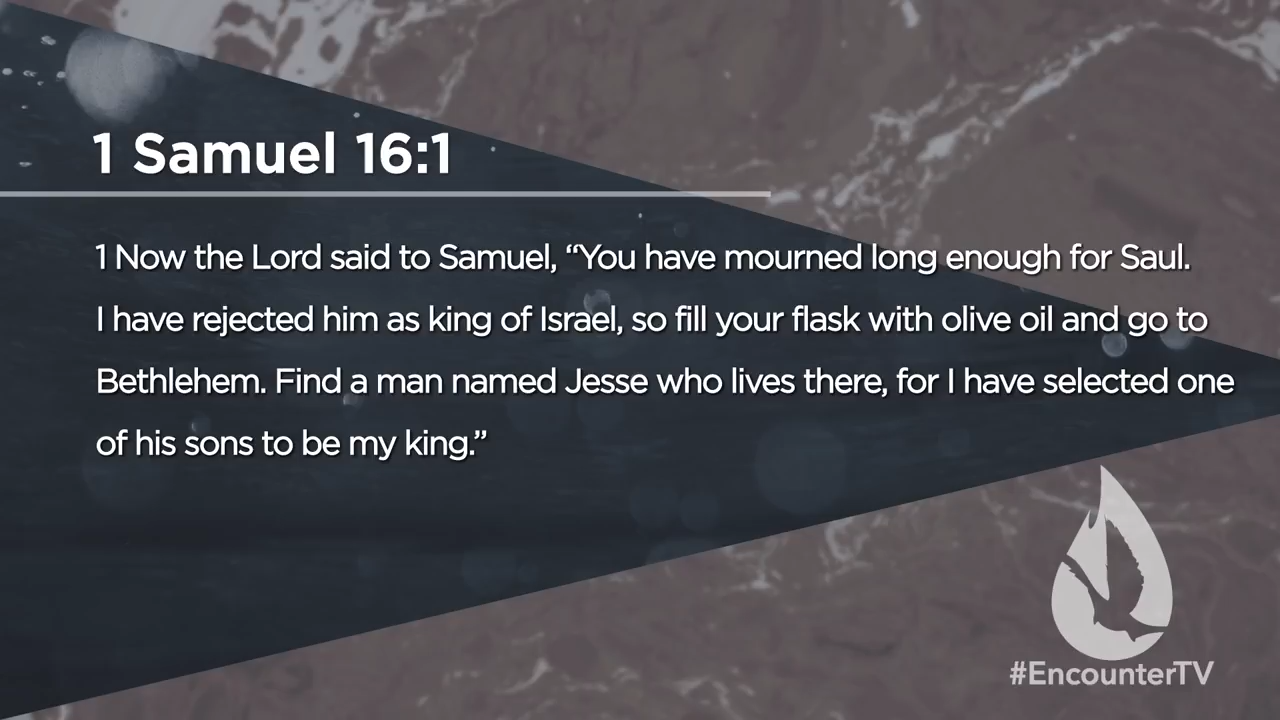 1 Samuel 16:1
1 Now the Lord said to Samuel, “You have mourned long enough for Saul.
I have rejected him as king of Israel, so fill your flask with olive oil and go to
Bethlehem. Find a man named Jesse who lives there, for I have selected one
of his sons to be my king.”
#EncounterTV